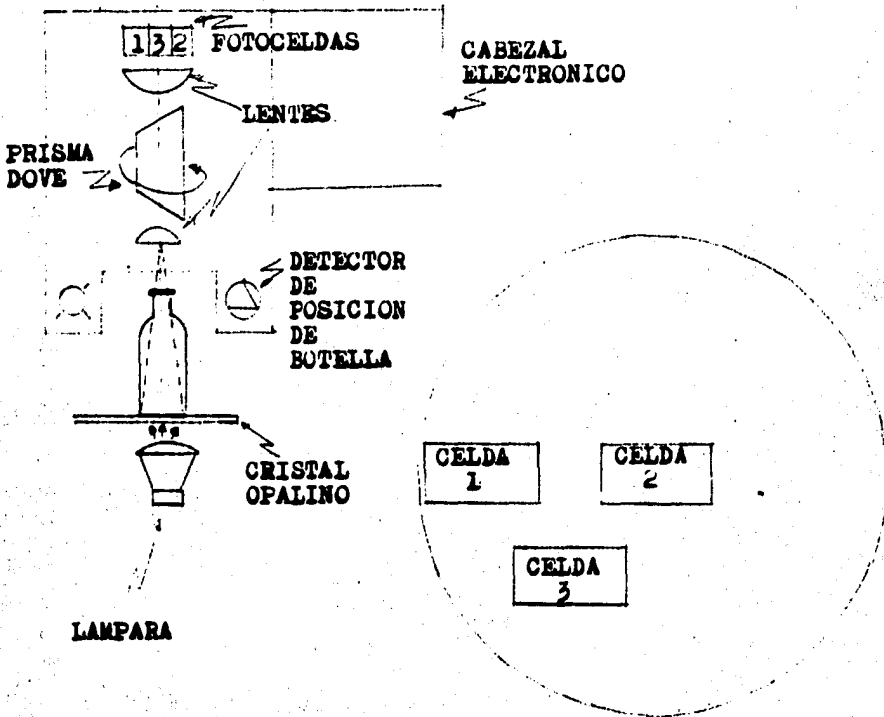 1 3 2 FOTOCELDAS
CABEZAL
ELECTRONICO
LENTES
PRISMA
DOVE
DETECTOR
DE
POSICION
DE
BOTELLA
CRISTAL
OPALINO
LAMPARA
CELDA
1
CELDA
2
CELDA
3